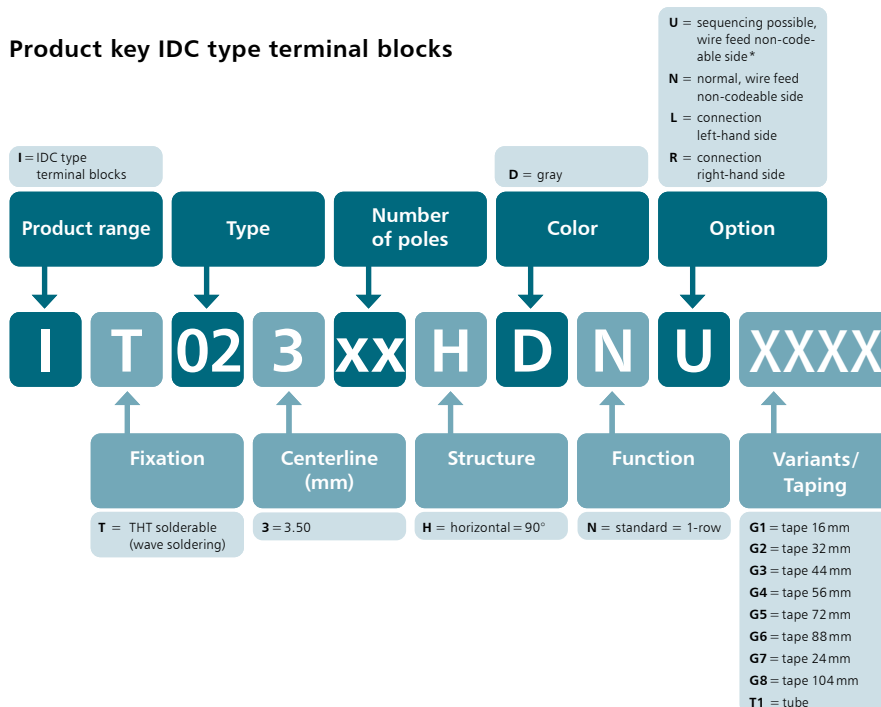 Product key IDC type terminal blocks
U = sequencing possible,
wire feed non-code-
able side*
N = normal, wire feed
non-codeable side
L = connection
left-hand side
R = connection
right-hand side
I = IDC type
terminal blocks
D = gray
Product range
Type
Number
of poles
Color
Option
I T 02 3 xx H D N U XXXX
Fixation
Centerline
(mm)
Structure
Function
Variants/
Taping
T = THT solderable
(wave soldering)
3 = 3.50
H = horizontal = 90°
N = standard = 1-row
G1 = tape 16 mm
G2 = tape 32 mm
G3 = tape 44 mm
G4 = tape 56 mm
G5 = tape 72 mm
G6 = tape 88 mm
G7 = tape 24 mm
G8 = tape 104 mm
T1 = tube